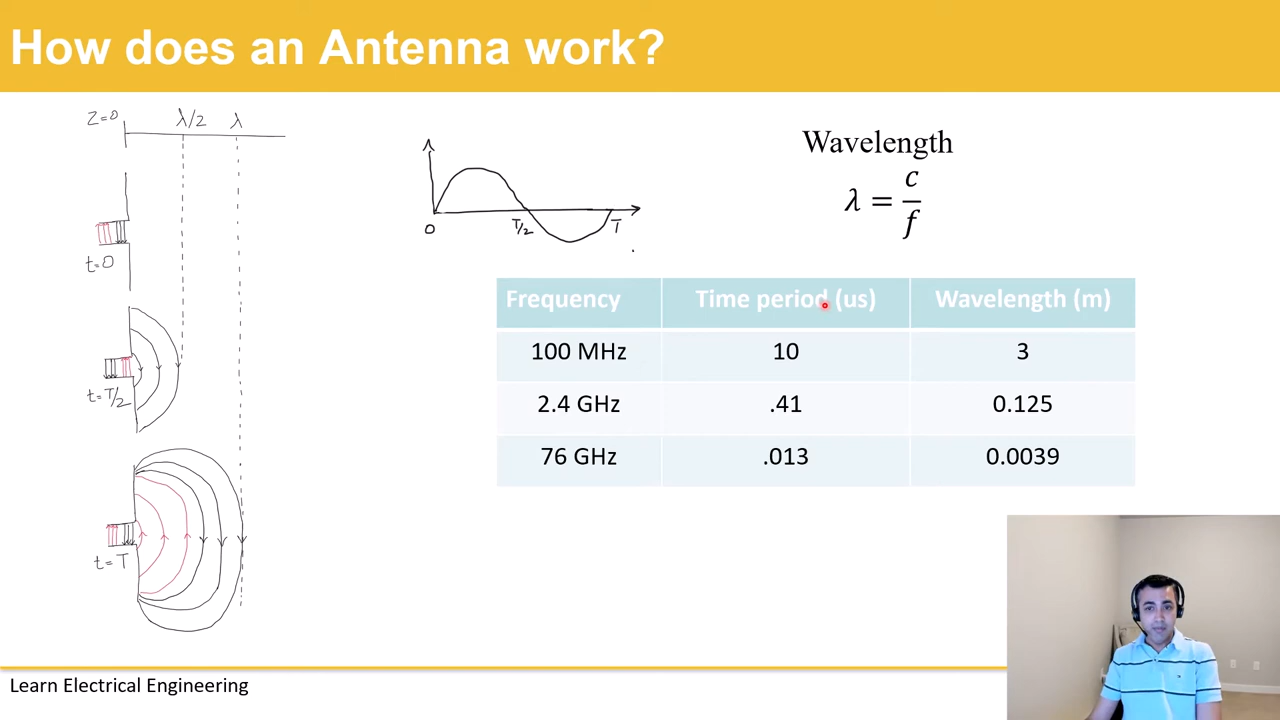 How does an Antenna work?
Z=0 λ/2 λ
t=0
t=T/2
t=T
0 T/2 T
Wavelength
λ = c/f
Frequency Time period (us) Wavelength (m)
100 MHz 10 3
2.4 GHz .41 0.125
76 GHz .013 0.0039
Learn Electrical Engineering